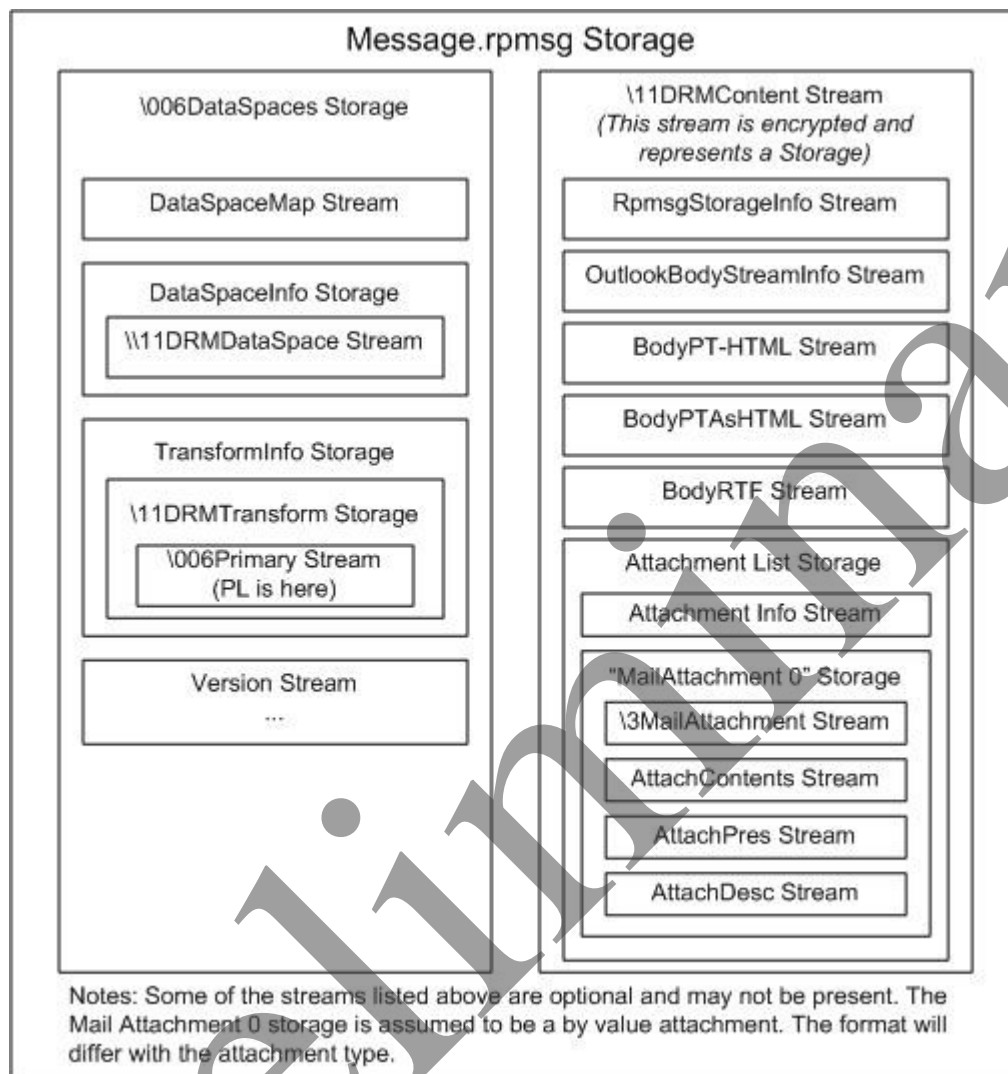 Message.rpmsg Storage
\006DataSpaces Storage
DataSpaceMap Stream
DataSpaceInfo Storage
\\11DRMDataSpace Stream
TransformInfo Storage
\11DRMTransform Storage
\006Primary Stream
(PL is here)
Version Stream
...
\11DRMContent Stream
(This stream is encrypted and
represents a Storage)
RpmsgStorageInfo Stream
OutlookBodyStreamInfo Stream
BodyPT-HTML Stream
BodyPTAsHTML Stream
BodyRTF Stream
Attachment List Storage
Attachment Info Stream
"MailAttachment 0" Storage
\3MailAttachment Stream
AttachContents Stream
AttachPres Stream
AttachDesc Stream
Notes: Some of the streams listed above are optional and may not be present. The
Mail Attachment 0 storage is assumed to be a by value attachment. The format will
differ with the attachment type.
elimina